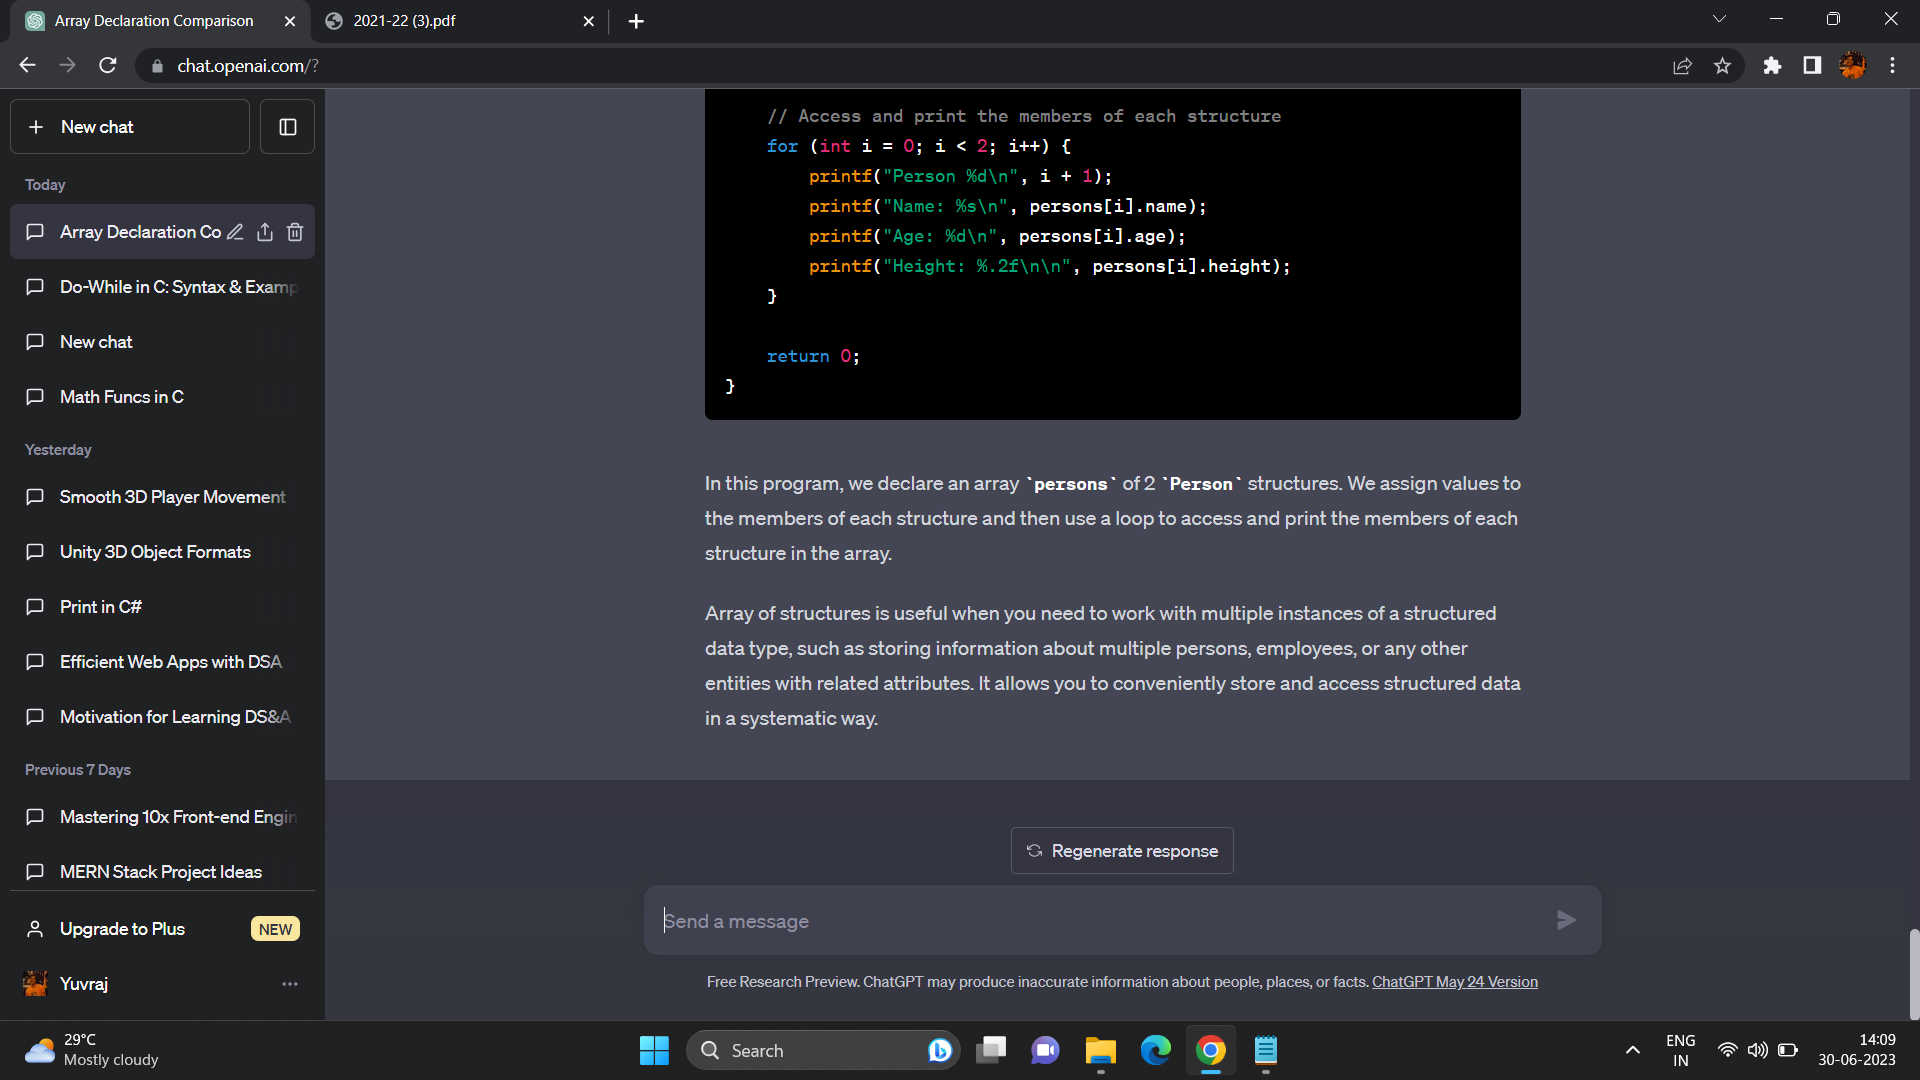 Array Declaration Comparison
2021-22 (3).pdf
chat.openai.com/?
New chat
Today
Array Declaration Co
Do-While in C: Syntax & Examp
New chat
Math Funcs in C
Yesterday
Smooth 3D Player Movement
Unity 3D Object Formats
Print in C#
Efficient Web Apps with DSA
Motivation for Learning DS&A
Previous 7 Days
Mastering 10x Front-end Engin
MERN Stack Project Ideas
Upgrade to Plus NEW
Yuvraj
// Access and print the members of each structure
for (int i = 0; i < 2; i++) {
printf("Person %d\n", i + 1);
printf("Name: %s\n", persons[i].name);
printf("Age: %d\n", persons[i].age);
printf("Height: %.2f\n\n", persons[i].height);
}
return 0;
}
In this program, we declare an array `persons` of 2 `Person` structures. We assign values to
the members of each structure and then use a loop to access and print the members of each
structure in the array.
Array of structures is useful when you need to work with multiple instances of a structured
data type, such as storing information about multiple persons, employees, or any other
entities with related attributes. It allows you to conveniently store and access structured data
in a systematic way.
Regenerate response
Send a message
Free Research Preview. ChatGPT may produce inaccurate information about people, places, or facts. ChatGPT May 24 Version
29°C
Mostly cloudy
Search
ENG
IN
14:09
30-06-2023